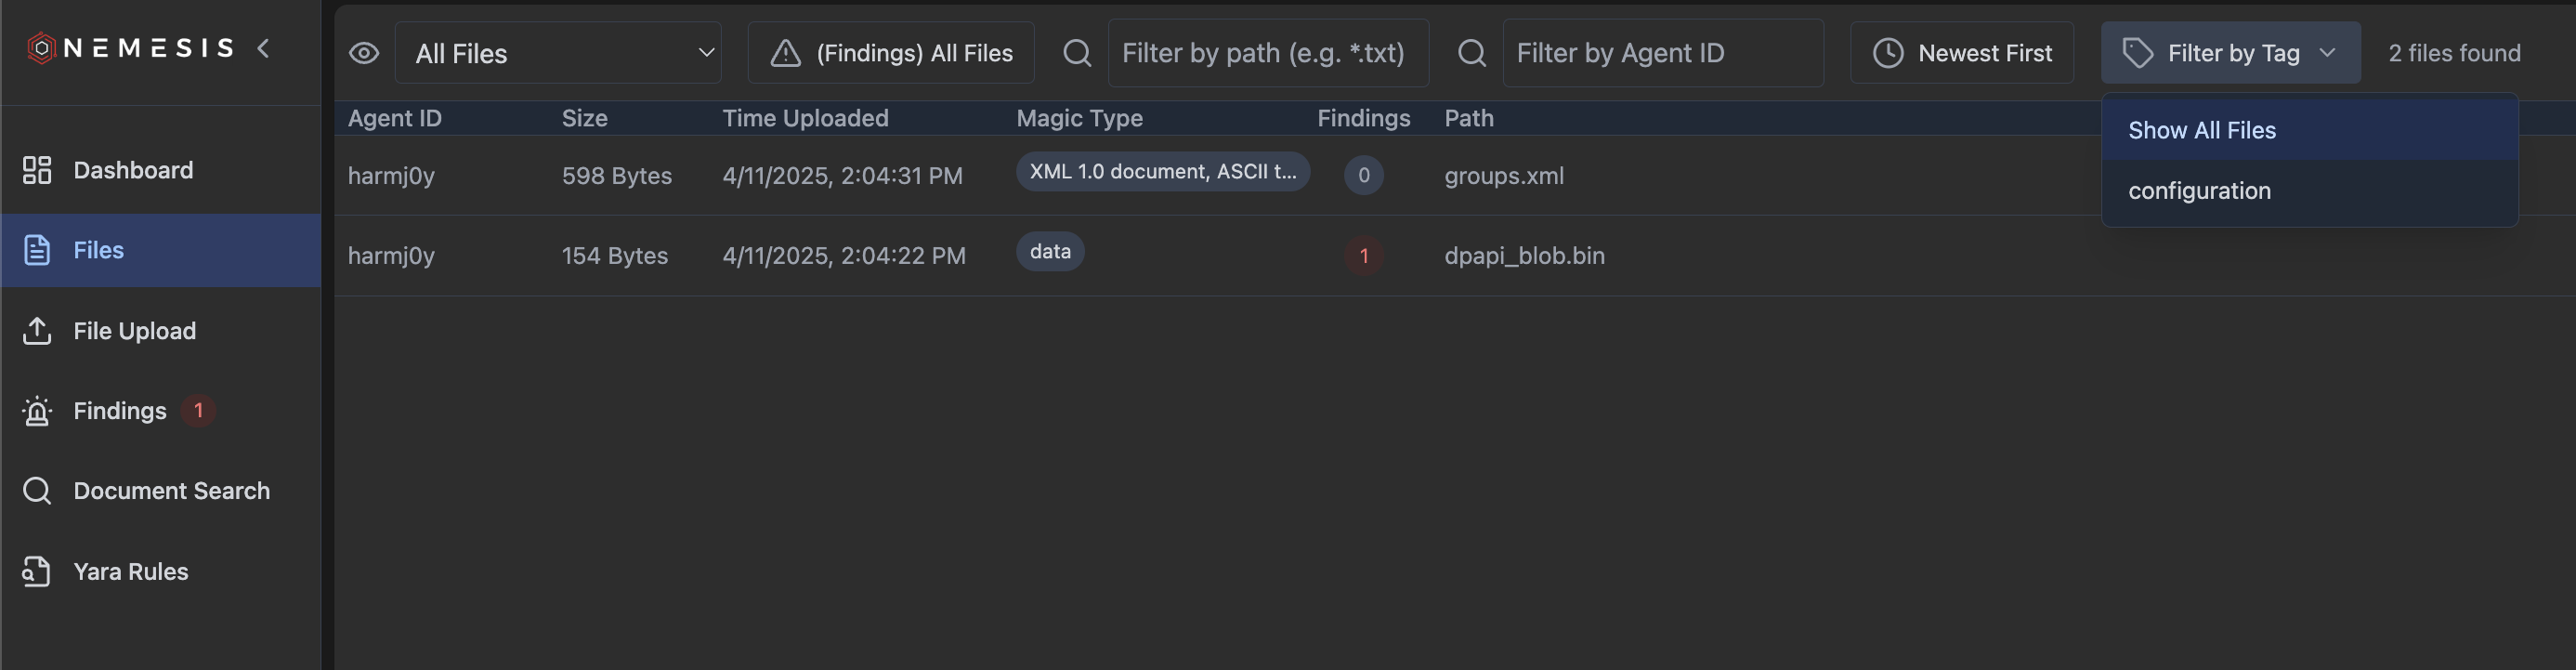 NEMESIS
All Files
(Findings) All Files
Filter by path (e.g. *.txt)
Filter by Agent ID
Newest First
Filter by Tag
2 files found
Show All Files
configuration
Agent ID Size Time Uploaded Magic Type Findings Path
harmj0y 598 Bytes 4/11/2025, 2:04:31 PM XML 1.0 document, ASCII t... 0 groups.xml
harmj0y 154 Bytes 4/11/2025, 2:04:22 PM data 1 dpapi_blob.bin
Dashboard
Files
File Upload
Findings 1
Document Search
Yara Rules